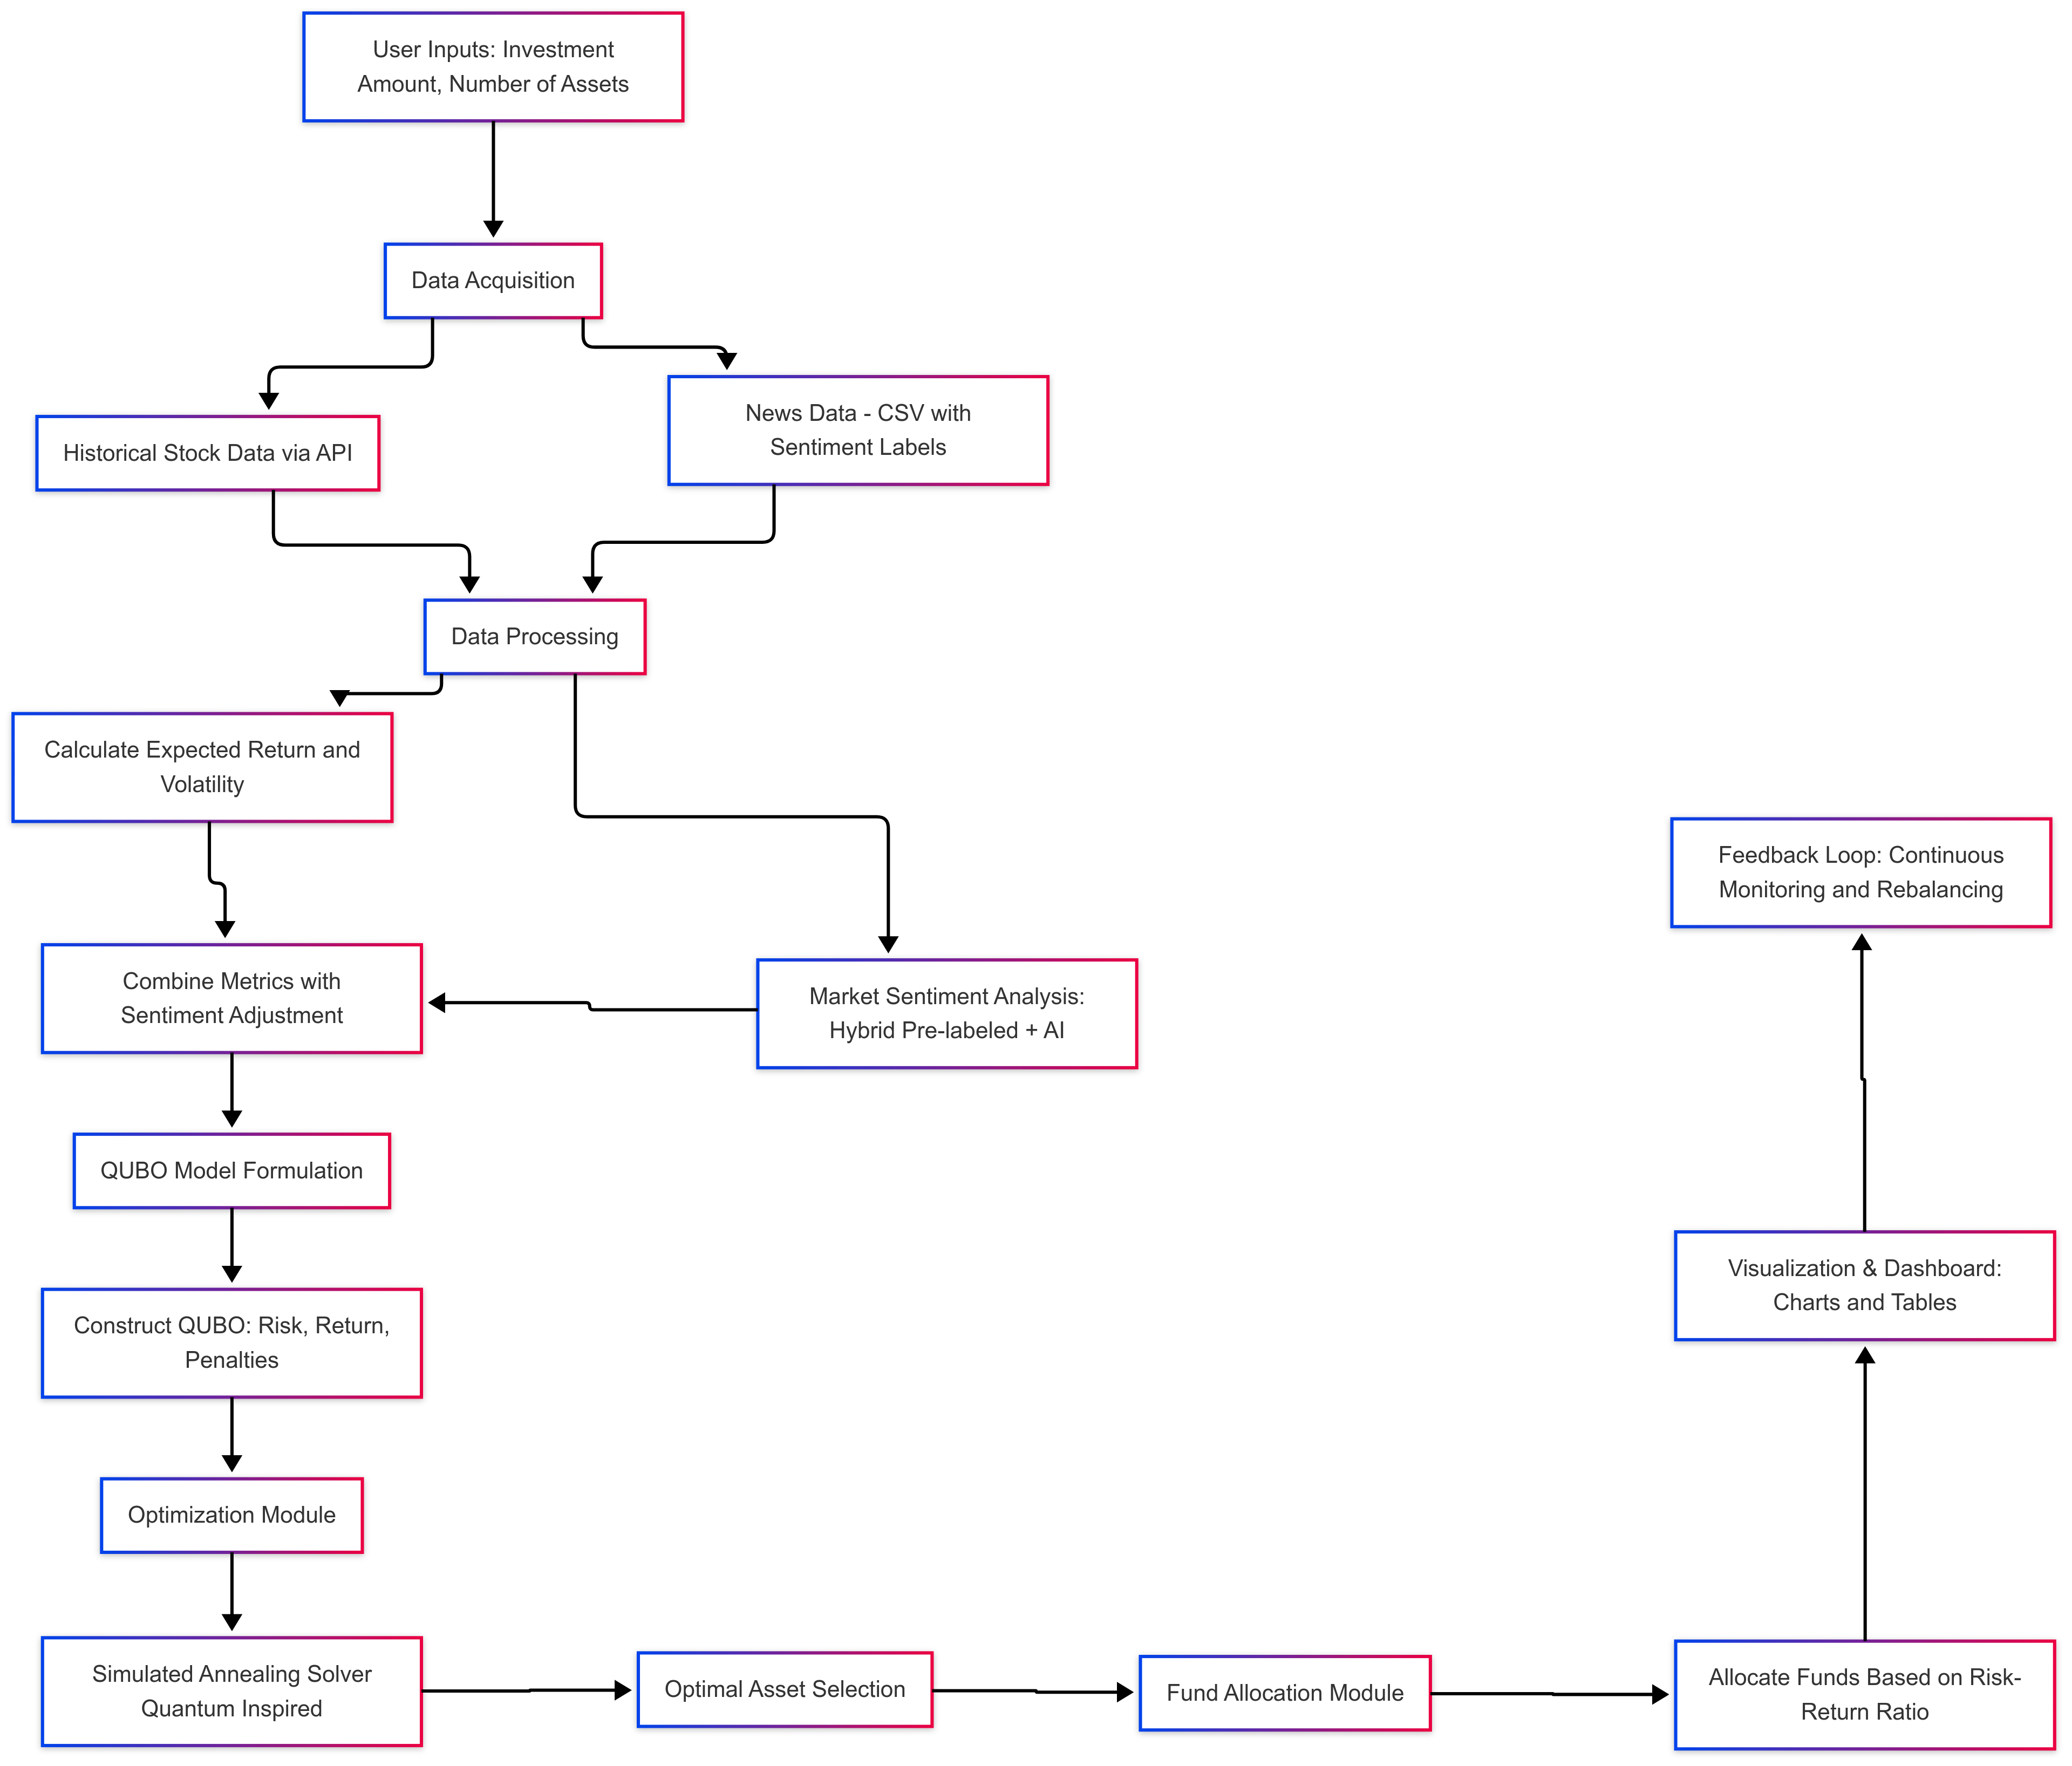 User Inputs: Investment
Amount, Number of Assets
Data Acquisition
Historical Stock Data via API
News Data - CSV with
Sentiment Labels
Data Processing
Calculate Expected Return and
Volatility
Combine Metrics with
Sentiment Adjustment
Market Sentiment Analysis:
Hybrid Pre-labeled + AI
QUBO Model Formulation
Construct QUBO: Risk, Return,
Penalties
Optimization Module
Simulated Annealing Solver
Quantum Inspired
Optimal Asset Selection
Fund Allocation Module
Allocate Funds Based on Risk-
Return Ratio
Visualization & Dashboard:
Charts and Tables
Feedback Loop: Continuous
Monitoring and Rebalancing